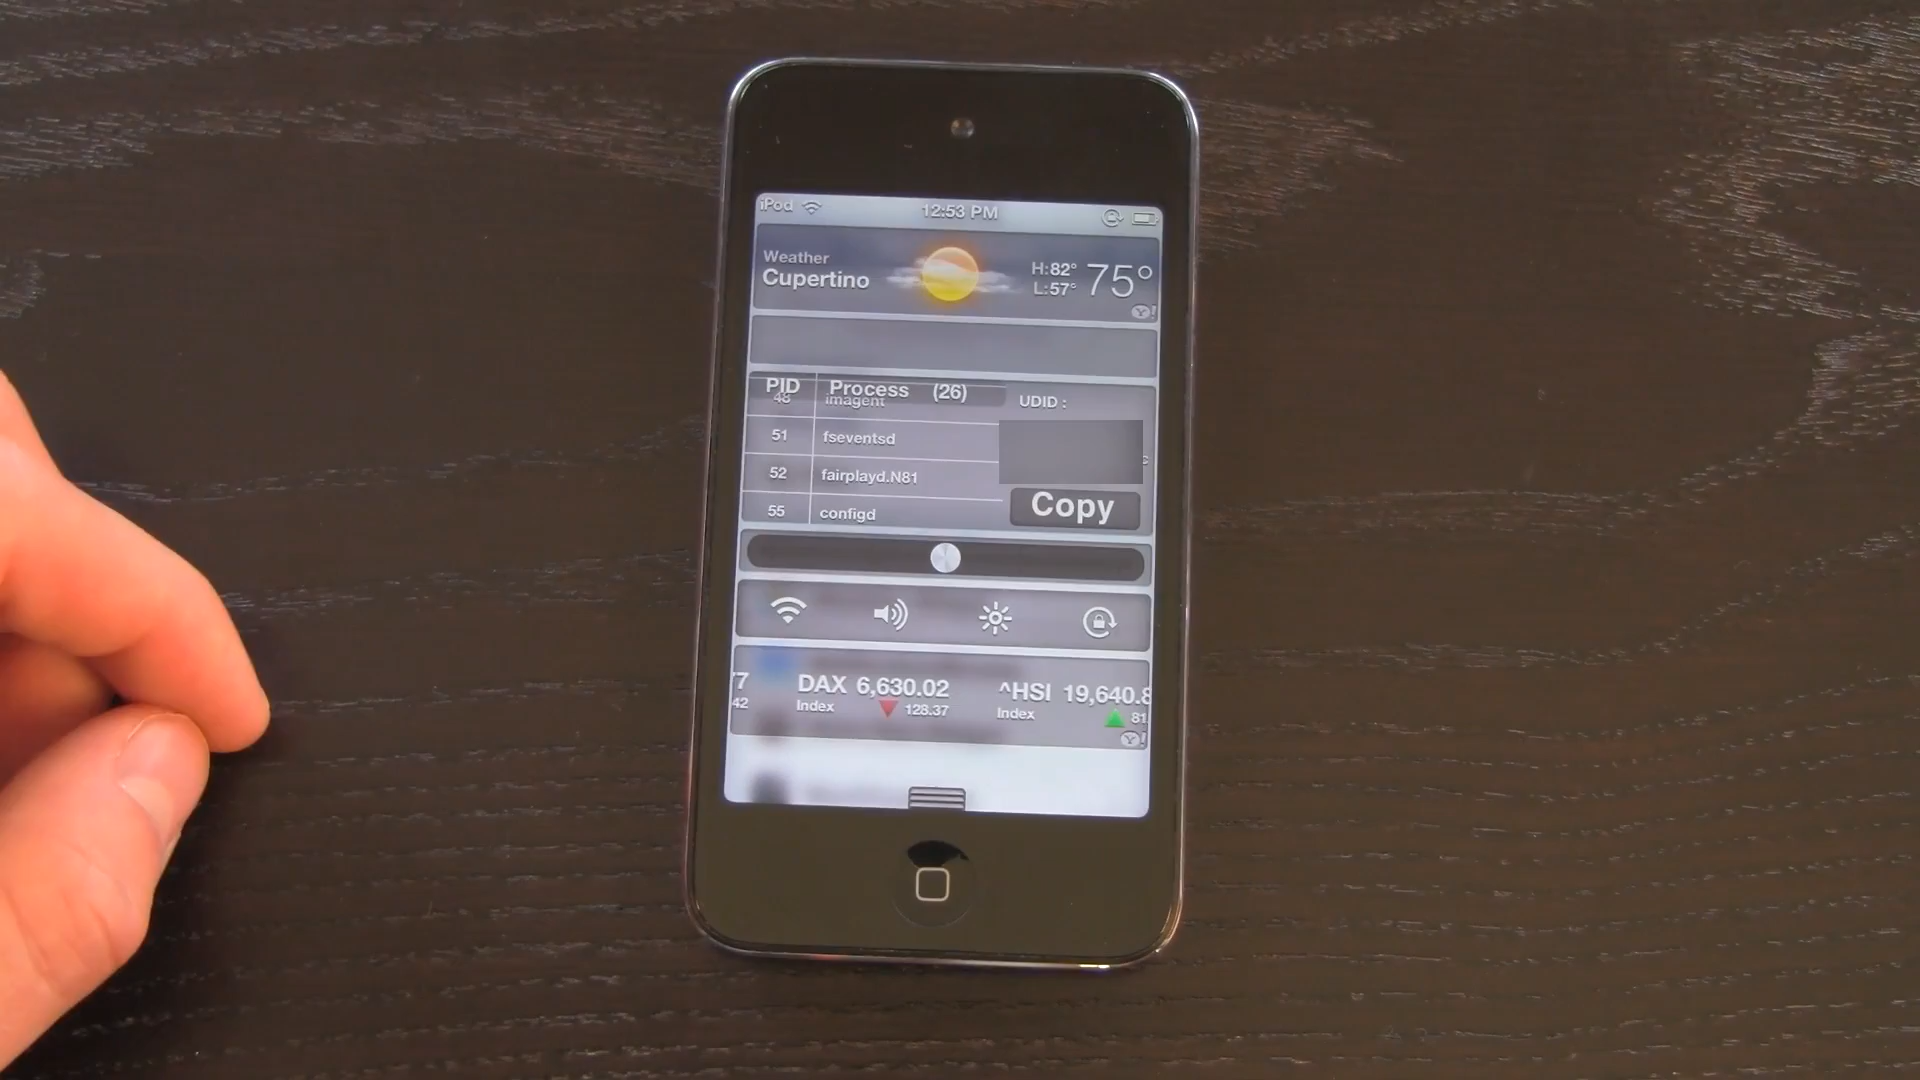 iPod 12:53 PM
Weather
Cupertino
H:82°
L:57°
75°
Y!
PID Process (26)
48 imagent
UDID :
51 fseventsd
52 fairplayd.N81
55 configd
Copy
DAX 6,630.02
Index 128.37
^HSI 19,640.8
Index 81
42
Y!